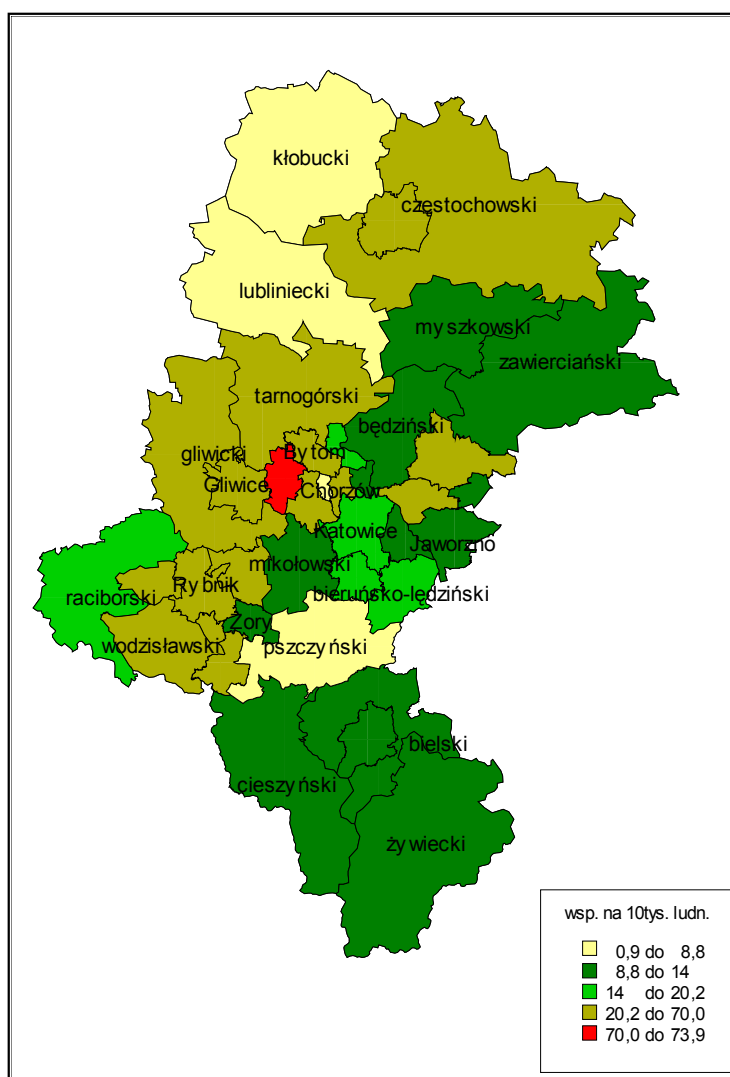 kłobucki
częstochowski
lubliniecki
myszkowski
zawierciański
tarnogórski
będziński
Bytom
gliwicki
Gliwice
Chorzów
Katowice
Jaworzno
mikołowski
Rybnik
raciborski
bieruńsko-lędziński
Żory
wodzisławski
pszczyński
bielski
cieszyński
żywiecki
wsp. na 10tys. ludn.
0,9 do 8,8
8,8 do 14
14 do 20,2
20,2 do 70,0
70,0 do 73,9